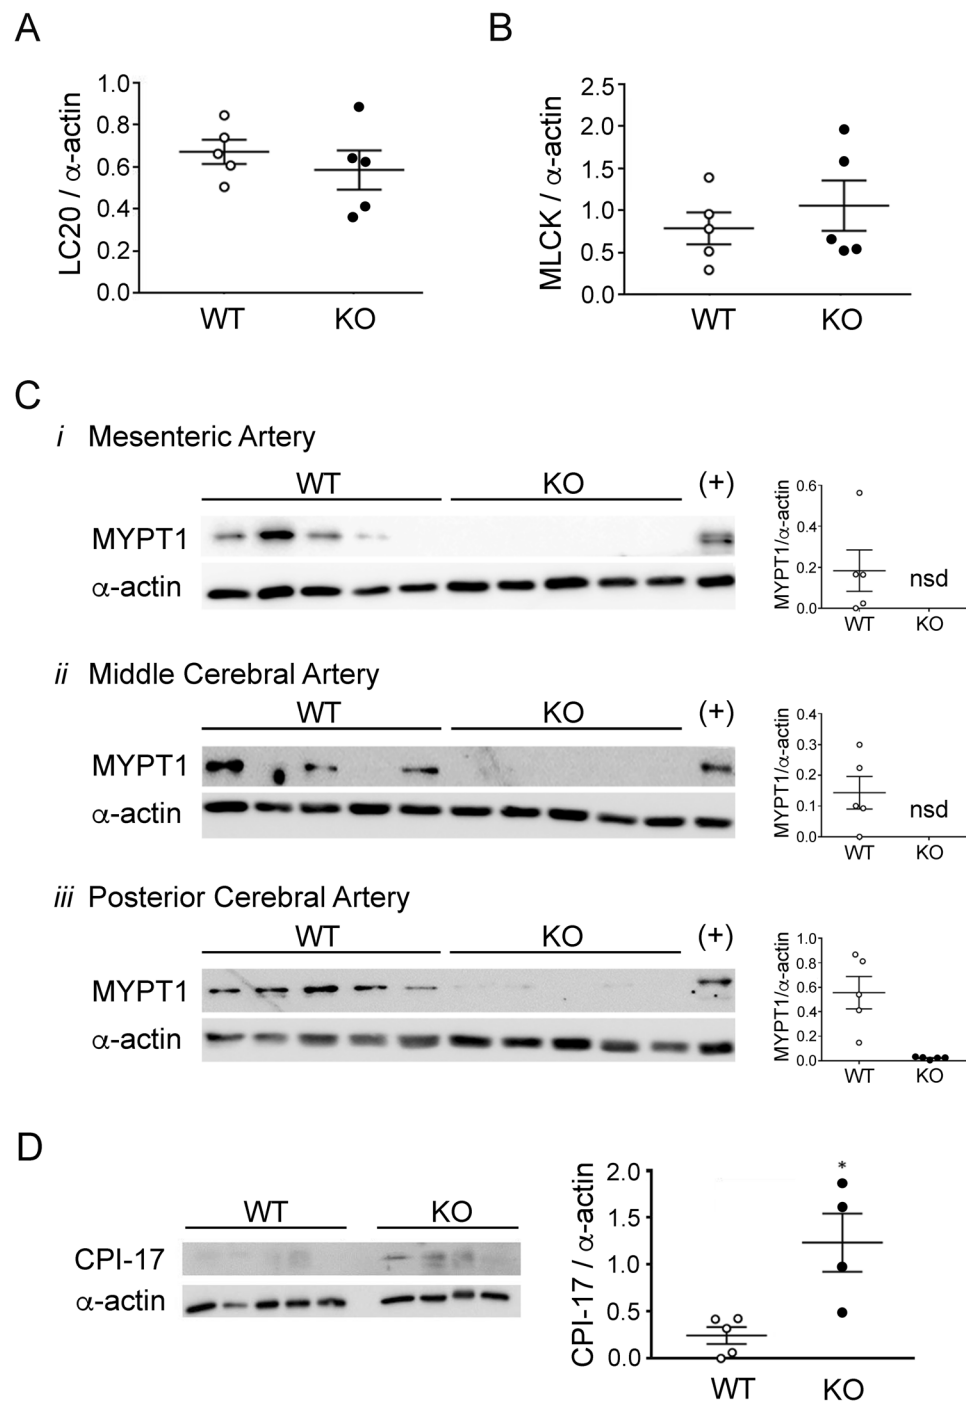 A
B
LC20 / α-actin
1.0
0.8
0.6
0.4
0.2
0.0
WT KO
MLCK / α-actin
2.5
2.0
1.5
1.0
0.5
0.0
WT KO
C
i Mesenteric Artery
WT KO (+)
MYPT1
α-actin
MYPT1/α-actin
0.6
0.4
0.2
0.0
nsd
WT KO
ii Middle Cerebral Artery
WT KO (+)
MYPT1
α-actin
MYPT1/α-actin
0.4
0.3
0.2
0.1
0.0
nsd
WT KO
iii Posterior Cerebral Artery
WT KO (+)
MYPT1
α-actin
MYPT1/α-actin
1.0
0.8
0.6
0.4
0.2
0.0
WT KO
D
WT KO
CPI-17
α-actin
CPI-17 / α-actin
2.0
1.5
1.0
0.5
0.0
*
WT KO